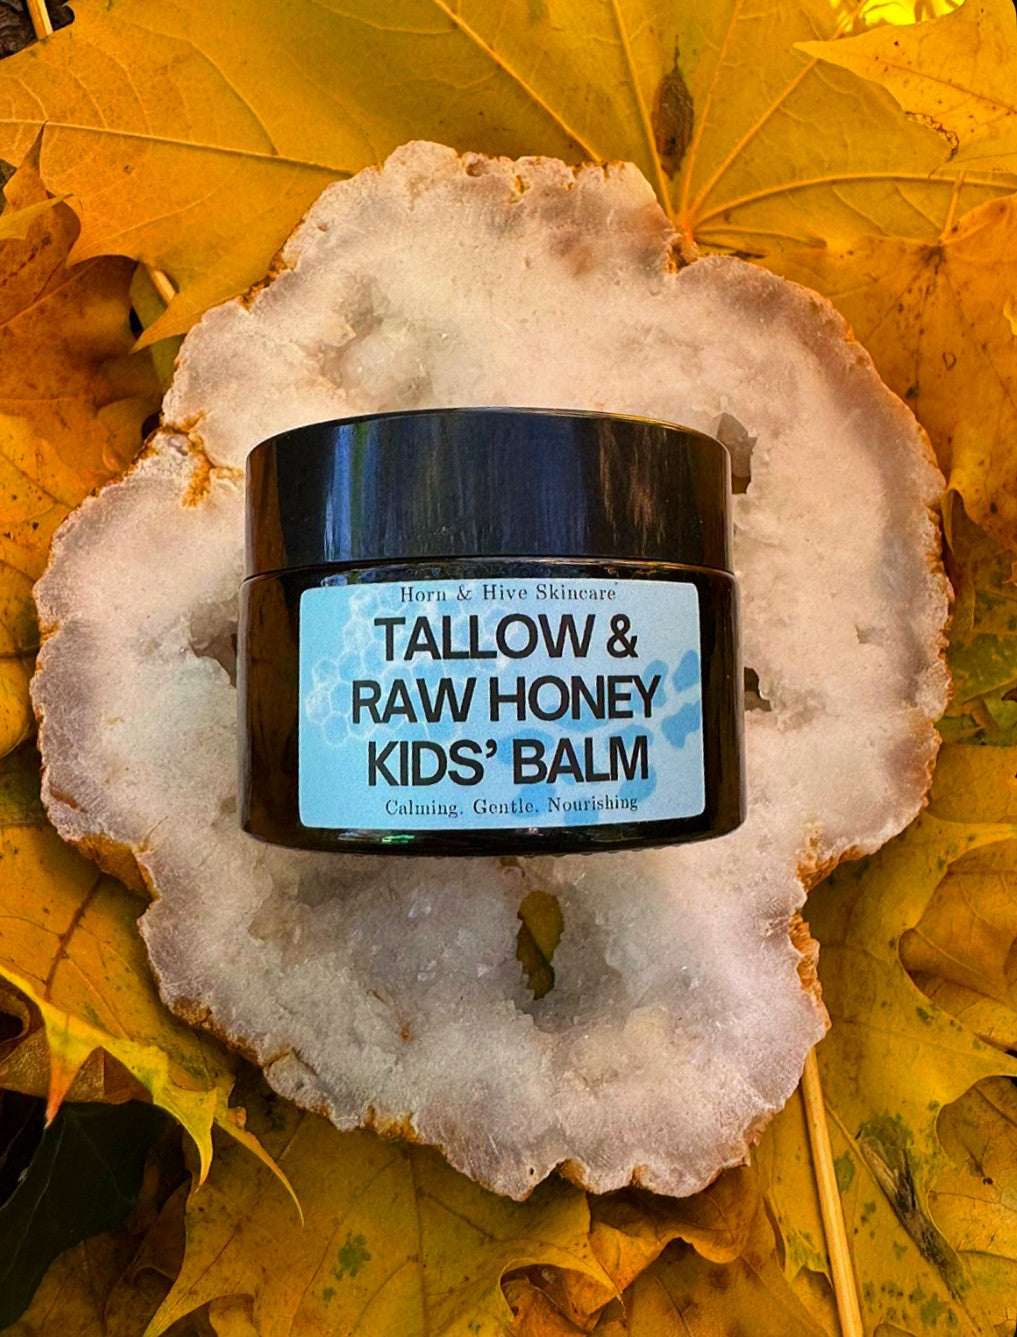 Horn & Hive Skincare
TALLOW &
RAW HONEY
KIDS’ BALM
Calming, Gentle, Nourishing